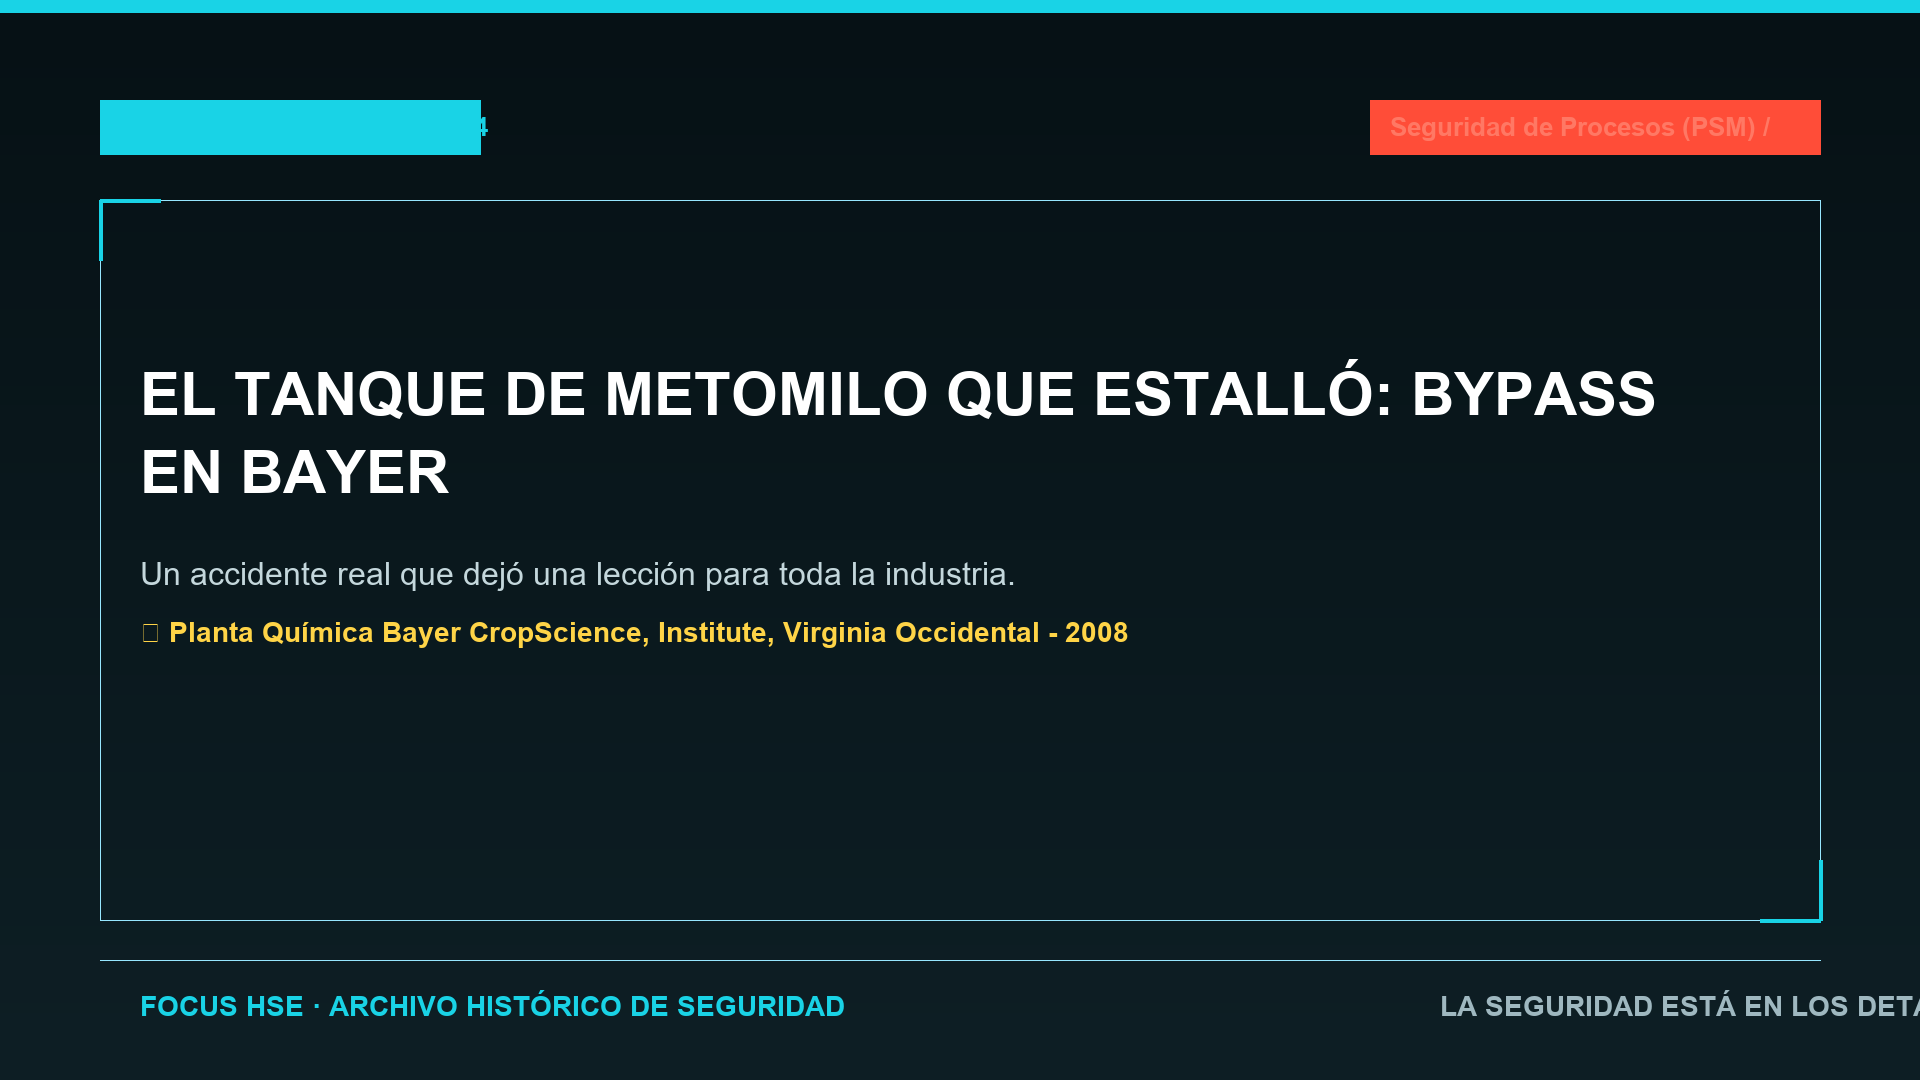 4
Seguridad de Procesos (PSM) /
EL TANQUE DE METOMILO QUE ESTALLÓ: BYPASS
EN BAYER
Un accidente real que dejó una lección para toda la industria.
Planta Química Bayer CropScience, Institute, Virginia Occidental - 2008
FOCUS HSE · ARCHIVO HISTÓRICO DE SEGURIDAD
LA SEGURIDAD ESTÁ EN LOS DETA